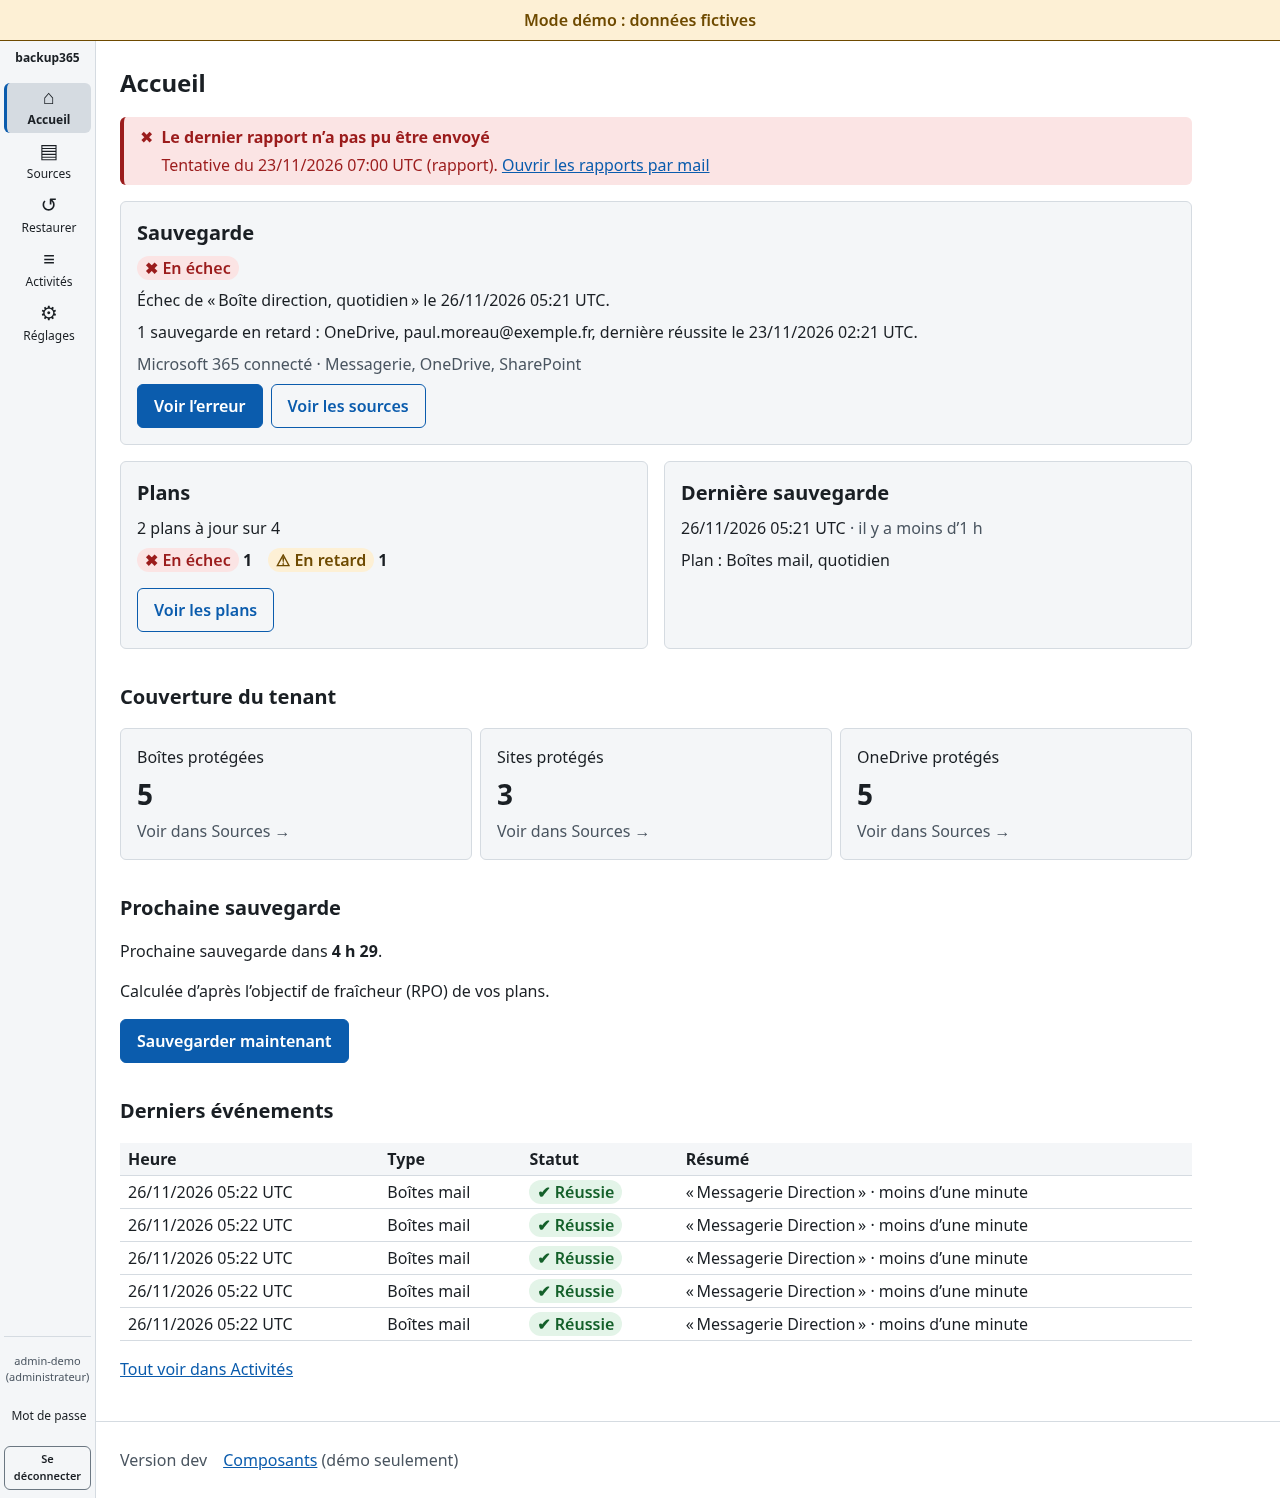 Mode démo : données fictives
backup365
Accueil
Sources
Restaurer
Activités
Réglages
admin-demo
(administrateur)
Mot de passe
Se
déconnecter
Accueil
✖ Le dernier rapport n’a pas pu être envoyé
Tentative du 23/11/2026 07:00 UTC (rapport). Ouvrir les rapports par mail
Sauvegarde
✖ En échec
Échec de « Boîte direction, quotidien » le 26/11/2026 05:21 UTC.
1 sauvegarde en retard : OneDrive, paul.moreau@exemple.fr, dernière réussite le 23/11/2026 02:21 UTC.
Microsoft 365 connecté · Messagerie, OneDrive, SharePoint
Voir l’erreur Voir les sources
Plans
2 plans à jour sur 4
✖ En échec 1 ⚠ En retard 1
Voir les plans
Dernière sauvegarde
26/11/2026 05:21 UTC · il y a moins d’1 h
Plan : Boîtes mail, quotidien
Couverture du tenant
Boîtes protégées
5
Voir dans Sources →
Sites protégés
3
Voir dans Sources →
OneDrive protégés
5
Voir dans Sources →
Prochaine sauvegarde
Prochaine sauvegarde dans 4 h 29.
Calculée d’après l’objectif de fraîcheur (RPO) de vos plans.
Sauvegarder maintenant
Derniers événements
Heure Type Statut Résumé
26/11/2026 05:22 UTC Boîtes mail ✔ Réussie « Messagerie Direction » · moins d’une minute
26/11/2026 05:22 UTC Boîtes mail ✔ Réussie « Messagerie Direction » · moins d’une minute
26/11/2026 05:22 UTC Boîtes mail ✔ Réussie « Messagerie Direction » · moins d’une minute
26/11/2026 05:22 UTC Boîtes mail ✔ Réussie « Messagerie Direction » · moins d’une minute
26/11/2026 05:22 UTC Boîtes mail ✔ Réussie « Messagerie Direction » · moins d’une minute
Tout voir dans Activités
Version dev Composants (démo seulement)